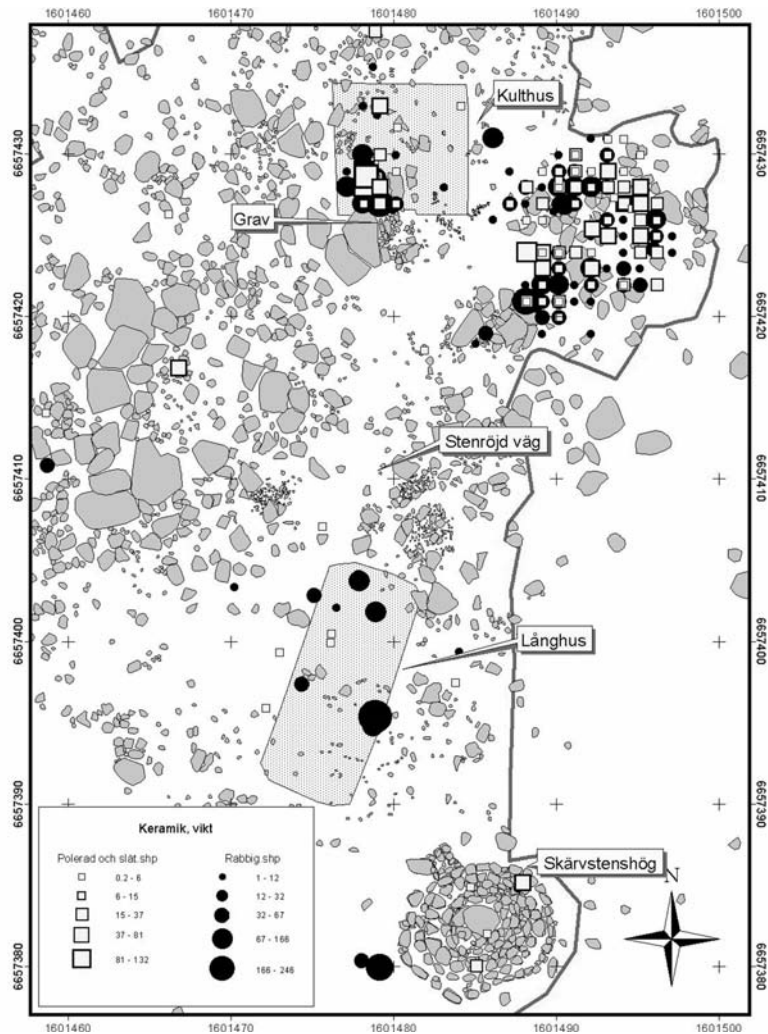 1601460 1601470 1601480 1601490 1601500
Kulthus
6657430 6657430
Grav
6657420 6657420
Stenröjd väg
6657410 6657410
6657400 6657400
Långhus
6657390 6657390
Keramik, vikt
Polerad och slät.shp Rabbig.shp
0.2 - 6 1 - 12
6 - 15 12 - 32
15 - 37 32 - 67
37 - 81 67 - 166
81 - 132 166 - 246
Skärvstenshög
N
6657380 6657380
1601460 1601470 1601480 1601490 1601500